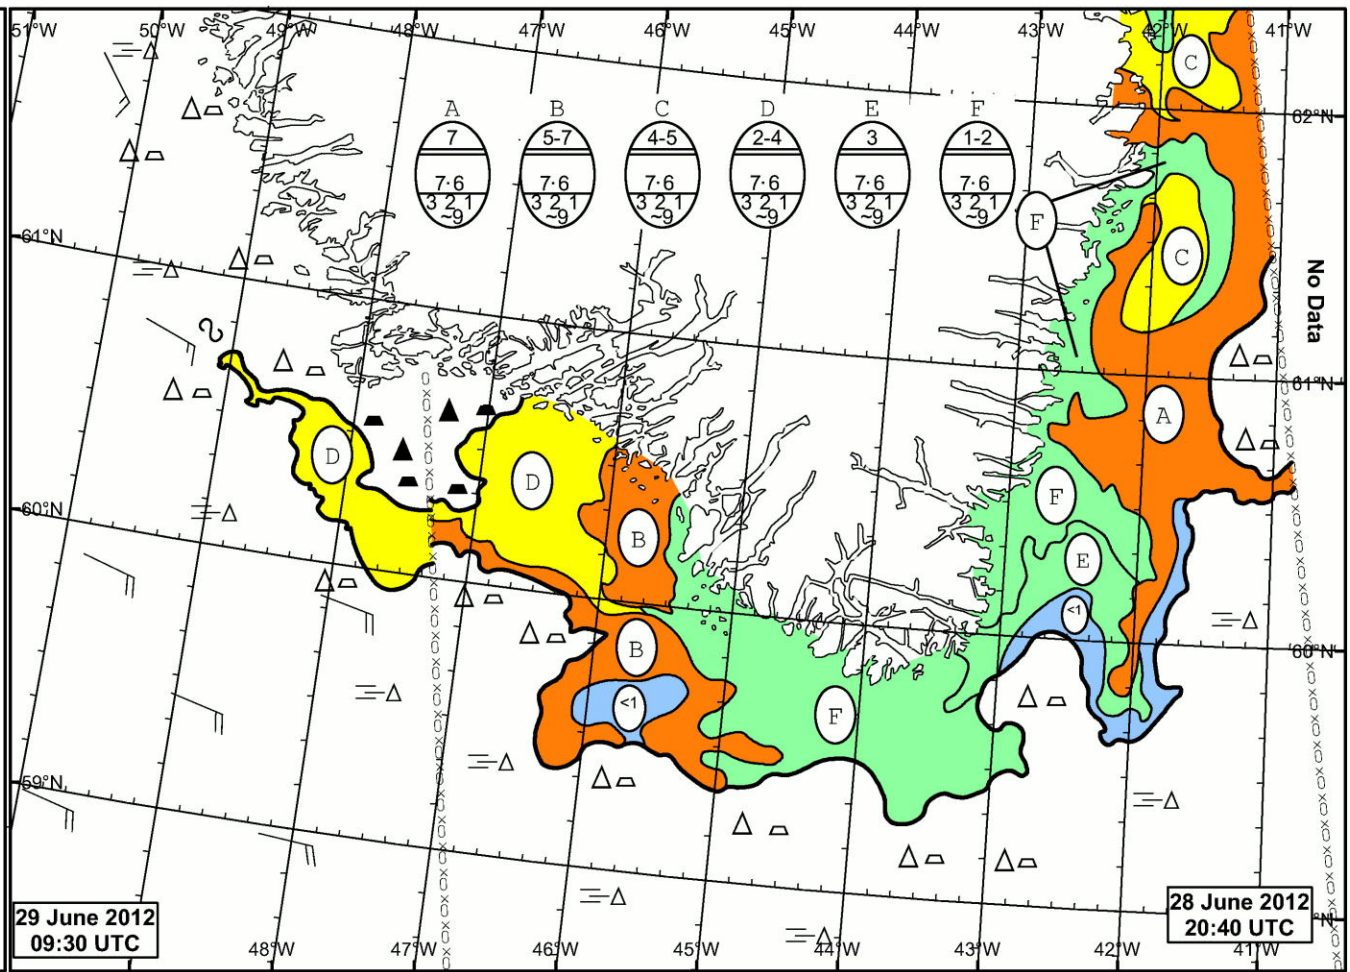 51°W 50°W 49°W 48°W 47°W 46°W 45°W 44°W 43°W 42°W 41°W
A B C D E F
7 5-7 4-5 2-4 3 1-2
7·6 7·6 7·6 7·6 7·6 7·6
3 2 1 3 2 1 3 2 1 3 2 1 3 2 1 3 2 1
~9 ~9 ~9 ~9 ~9 ~9
C
62°N
F
61°N
C
No Data
2
61°N
A
D
D
F
60°N
B
E
<1
B
60°N
<1
F
59°N
29 June 2012
09:30 UTC
28 June 2012
20:40 UTC
°N
48°W 47°W 46°W 45°W 44°W 43°W 42°W 41°W